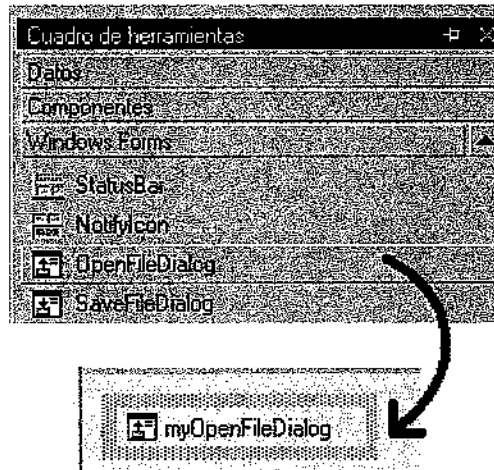 Cuadro de herramientas
Datos
Componentes
Windows Forms
StatusBar
NotifyIcon
OpenFileDialog
SaveFileDialog
myOpenFileDialog